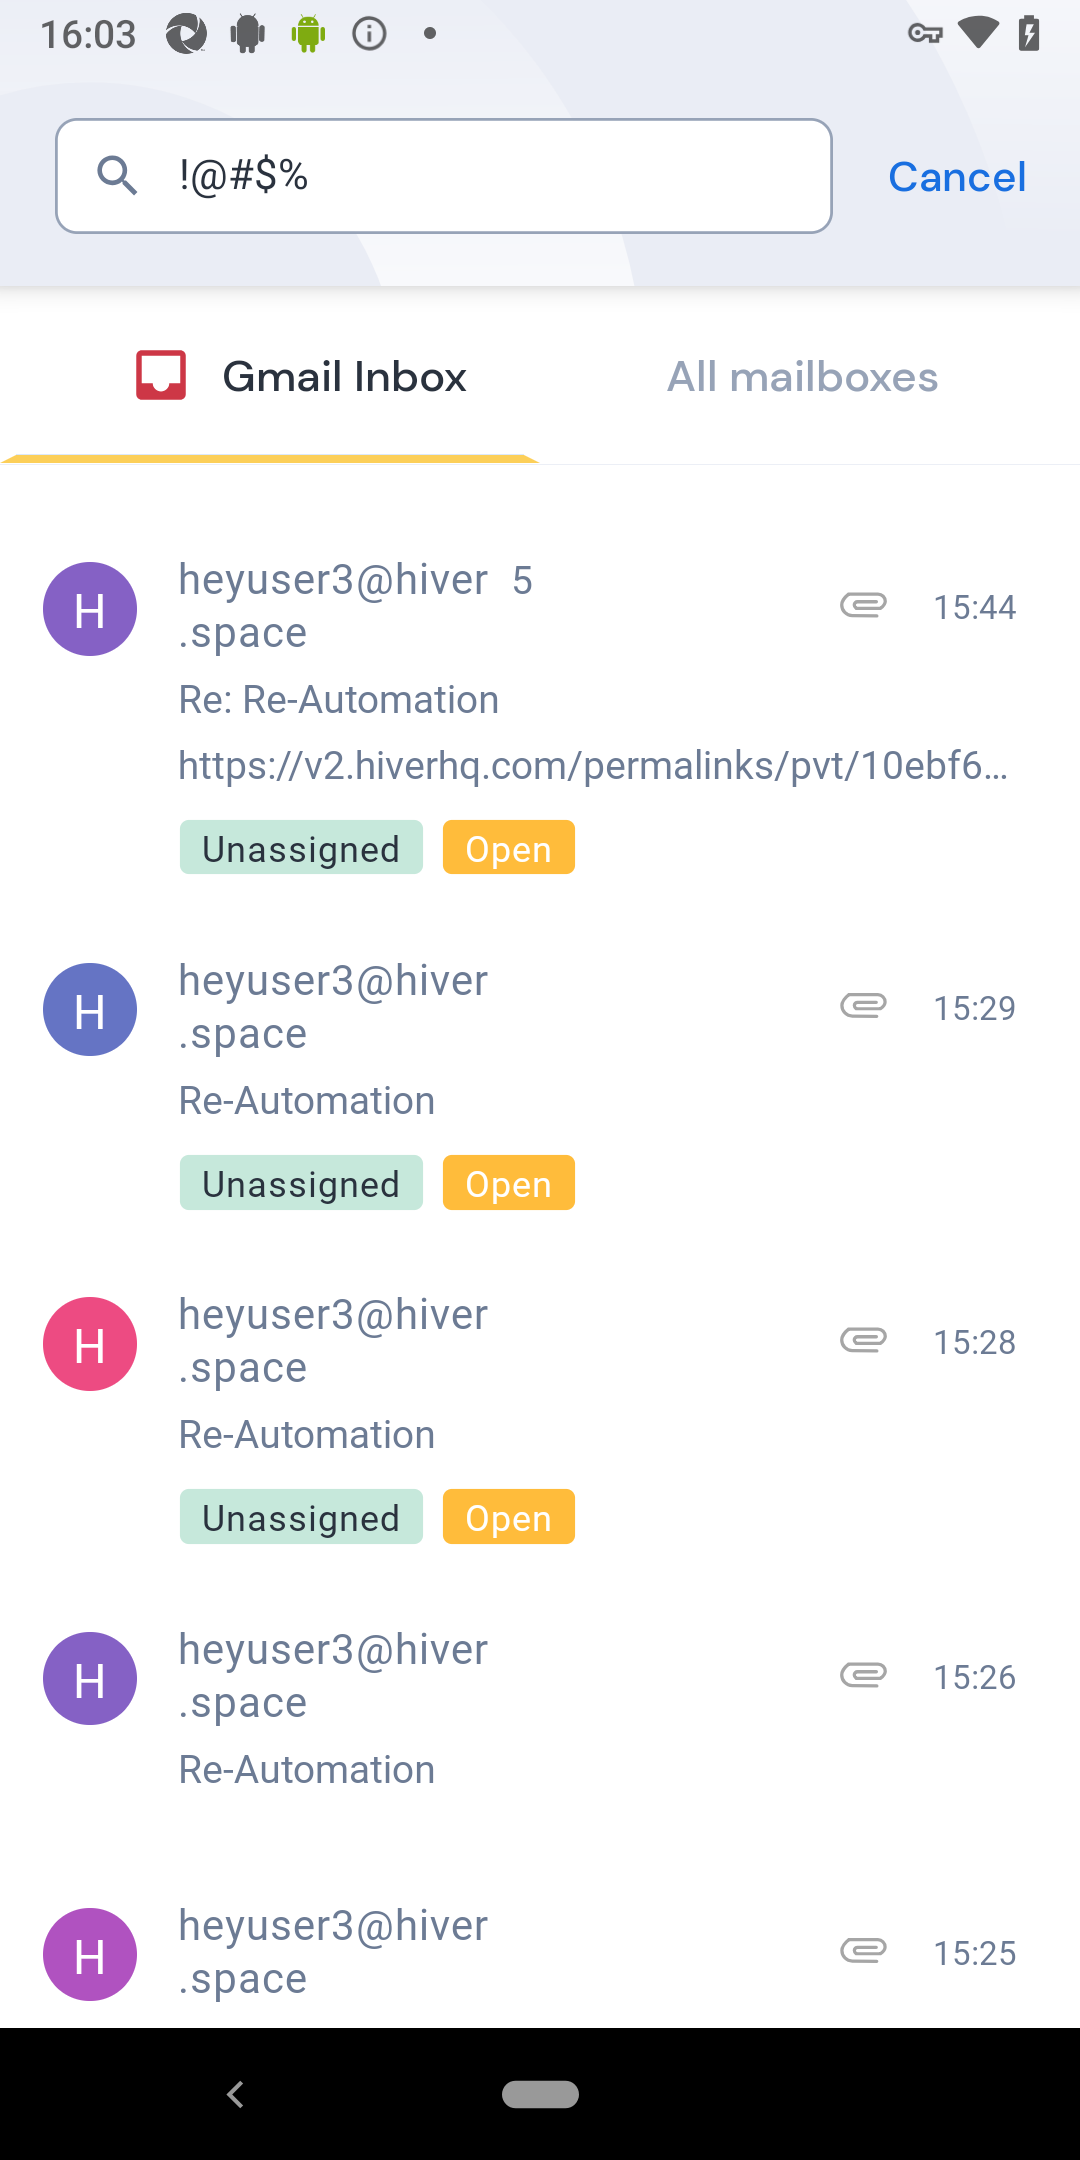 16:03
!@#$%
Cancel
Gmail Inbox
All mailboxes
H
heyuser3@hiver 5
.space
15:44
Re: Re-Automation
https://v2.hiverhq.com/permalinks/pvt/10ebf6...
Unassigned Open
H
heyuser3@hiver
.space
15:29
Re-Automation
Unassigned Open
H
heyuser3@hiver
.space
15:28
Re-Automation
Unassigned Open
H
heyuser3@hiver
.space
15:26
Re-Automation
H
heyuser3@hiver
.space
15:25